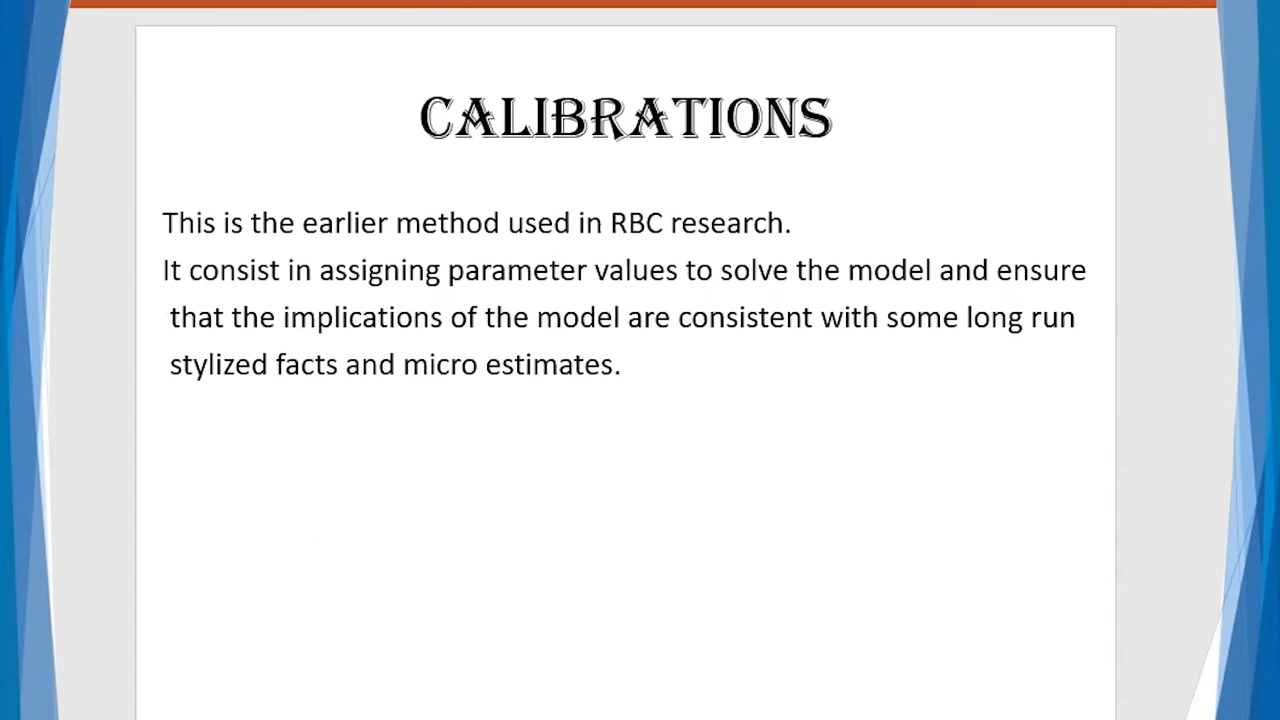 CALIBRATIONS
This is the earlier method used in RBC research.
It consist in assigning parameter values to solve the model and ensure
that the implications of the model are consistent with some long run
stylized facts and micro estimates.